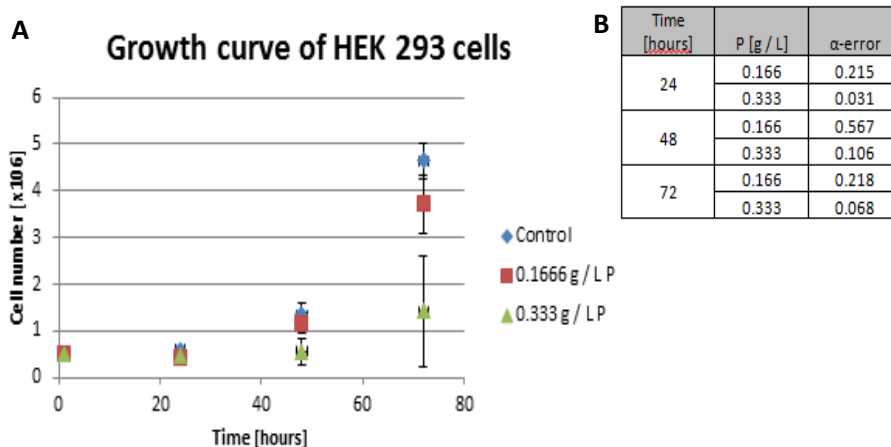 A
Growth curve of HEK 293 cells
Cell number [x106]
6
5
4
3
2
1
0
0 20 40 60 80
Time [hours]
Control
0.1666 g / L P
0.333 g / L P
B
Time [hours] P [g / L] α-error
24 0.166 0.215
0.333 0.031
48 0.166 0.567
0.333 0.106
72 0.166 0.218
0.333 0.068